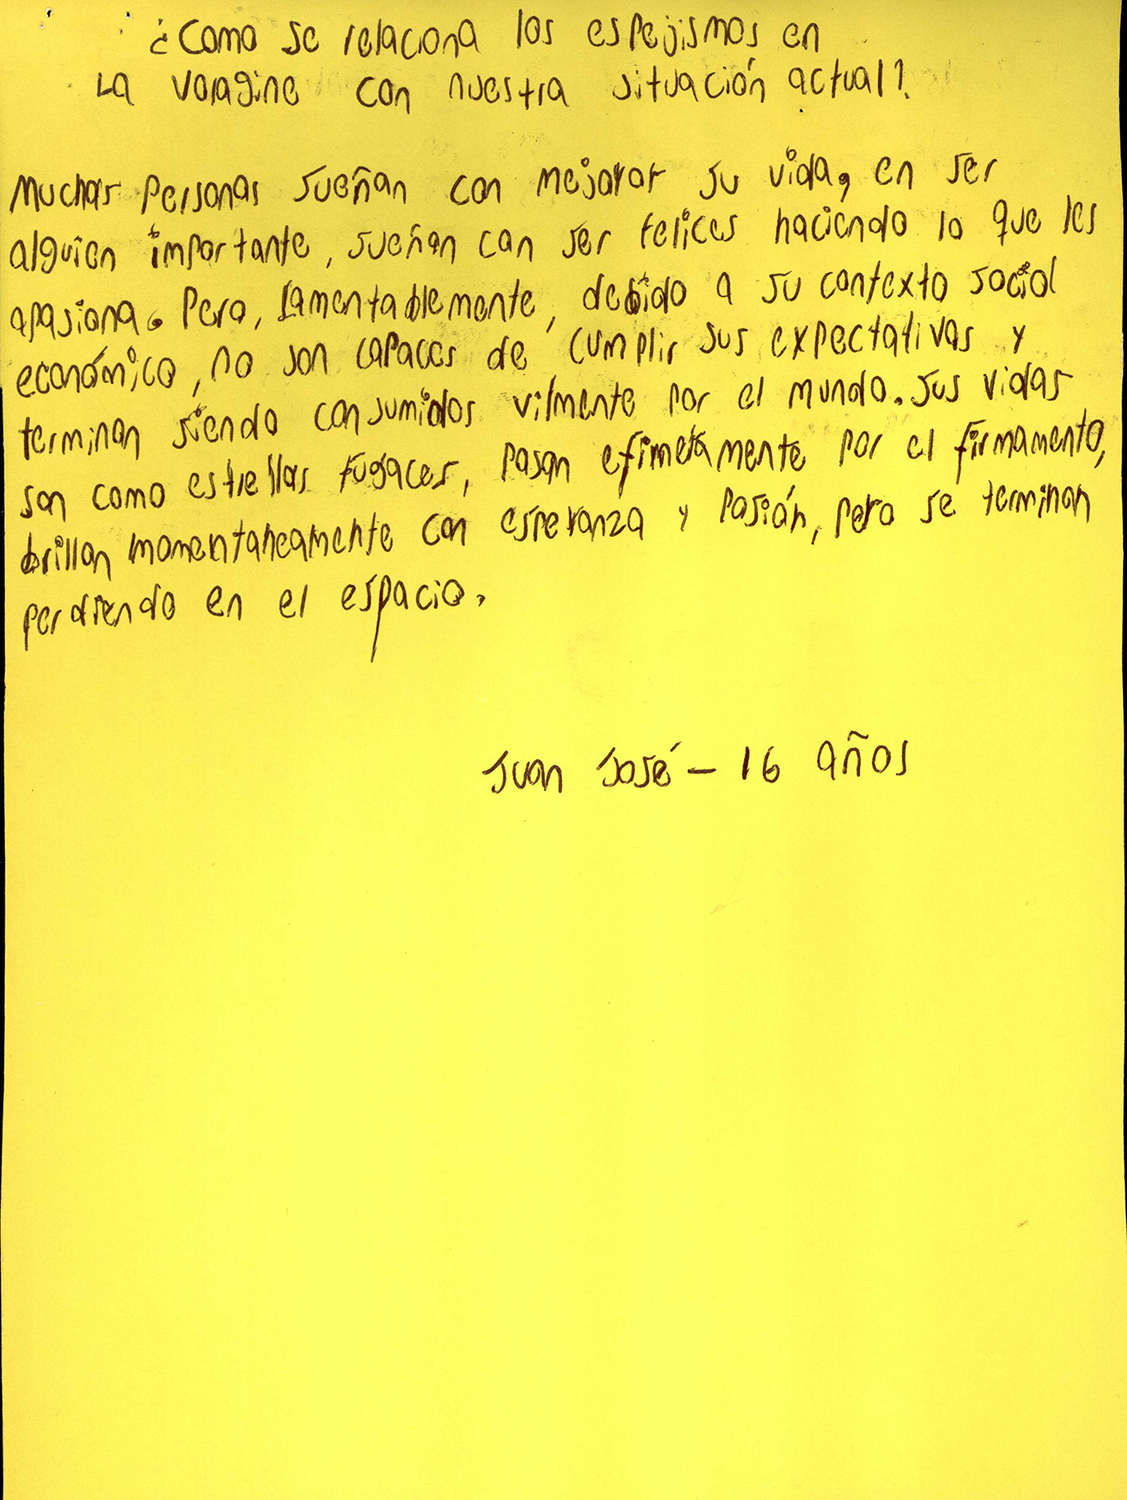 ¿Como se relaciona los espejismos en
La Voragine con nuestra situación actual?
Muchas personas sueñan con mejorar su vida, en ser
alguien importante, sueñan con ser felices haciendo lo que les
apasiona. Pero, lamentablemente, debido a su contexto social
económico, no son capaces de cumplir sus expectativas y
terminan siendo consumidos vilmente por el mundo. Sus vidas
son como estrellas fugaces, pasan efimeramente por el firmamento,
brillan momentaneamente con esperanza y pasión, pero se terminan
perdiendo en el espacio.
Juan José - 16 años